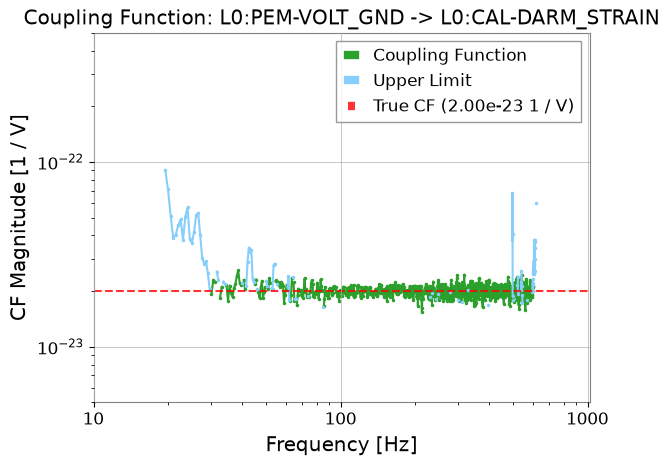 Coupling Function: L0:PEM-VOLT_GND -> L0:CAL-DARM_STRAIN
Coupling Function
Upper Limit
True CF (2.00e-23 1 / V)
CF Magnitude [1 / V]
10⁻²²
10⁻²³
10
100
1000
Frequency [Hz]